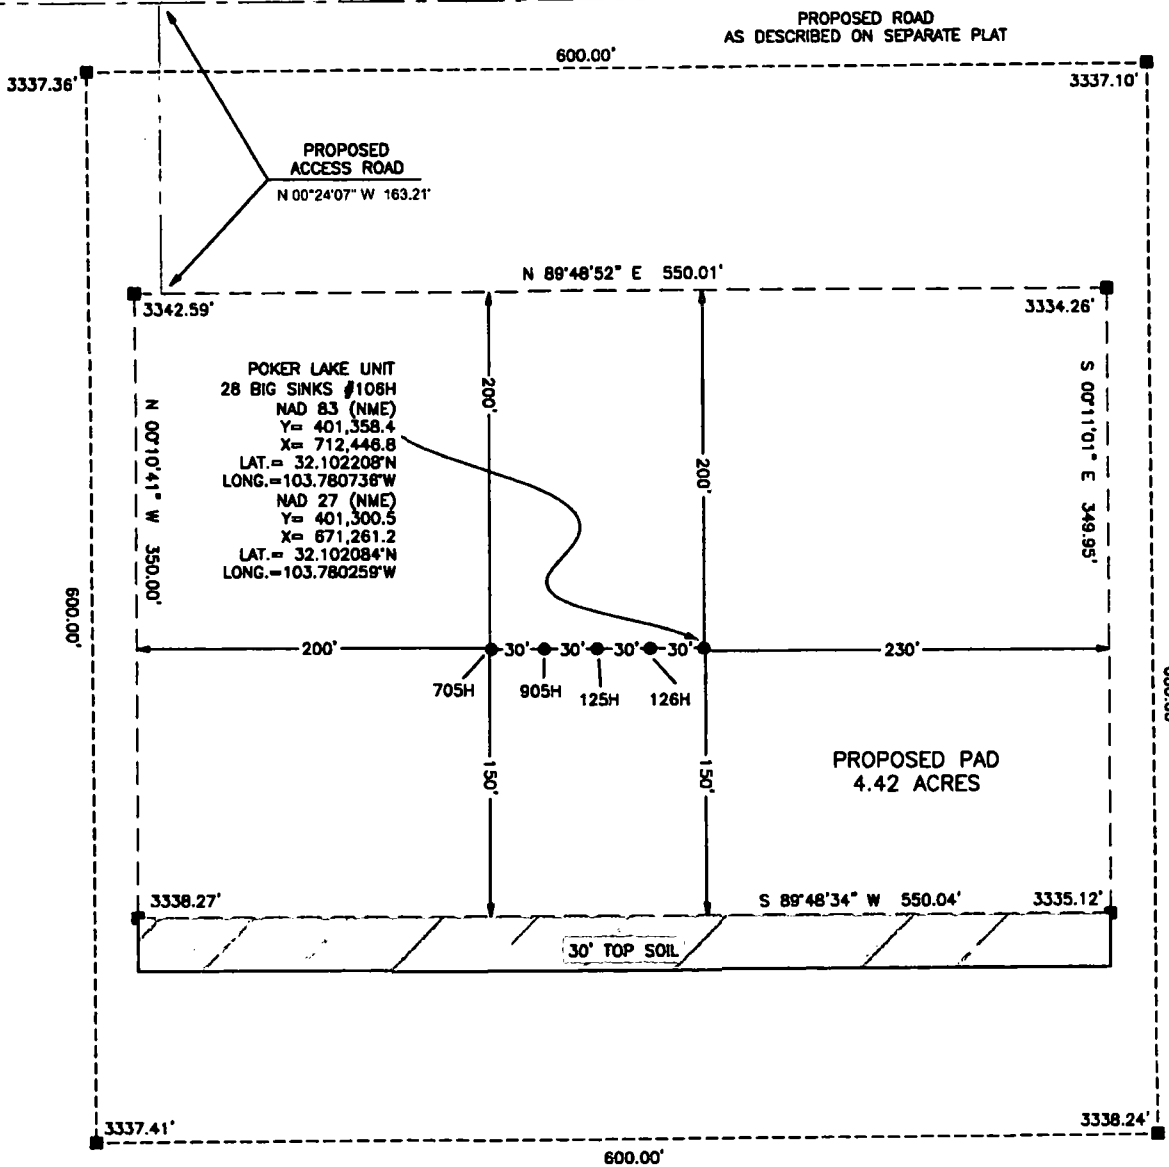 PROPOSED ROAD
AS DESCRIBED ON SEPARATE PLAT
600.00'
3337.36'
3337.10'
PROPOSED
ACCESS ROAD
N 00°24'07" W 163.21'
N 89°48'52" E 550.01'
3342.59'
3334.26'
POKER LAKE UNIT
28 BIG SINKS #106H
NAD 83 (NME)
Y= 401,358.4
X= 712,446.8
LAT.= 32.102208°N
LONG.=103.780736°W
NAD 27 (NME)
Y= 401,300.5
X= 671,261.2
LAT.= 32.102084°N
LONG.=103.780259°W
N 00°10'41" W 350.00'
200'
200'
S 00°11'01" E 349.95'
600.00'
200'
30'
30'
30'
30'
230'
705H
905H
125H
126H
150'
150'
PROPOSED PAD
4.42 ACRES
3338.27'
S 89°48'34" W 550.04'
3335.12'
30' TOP SOIL
3337.41'
3338.24'
600.00'